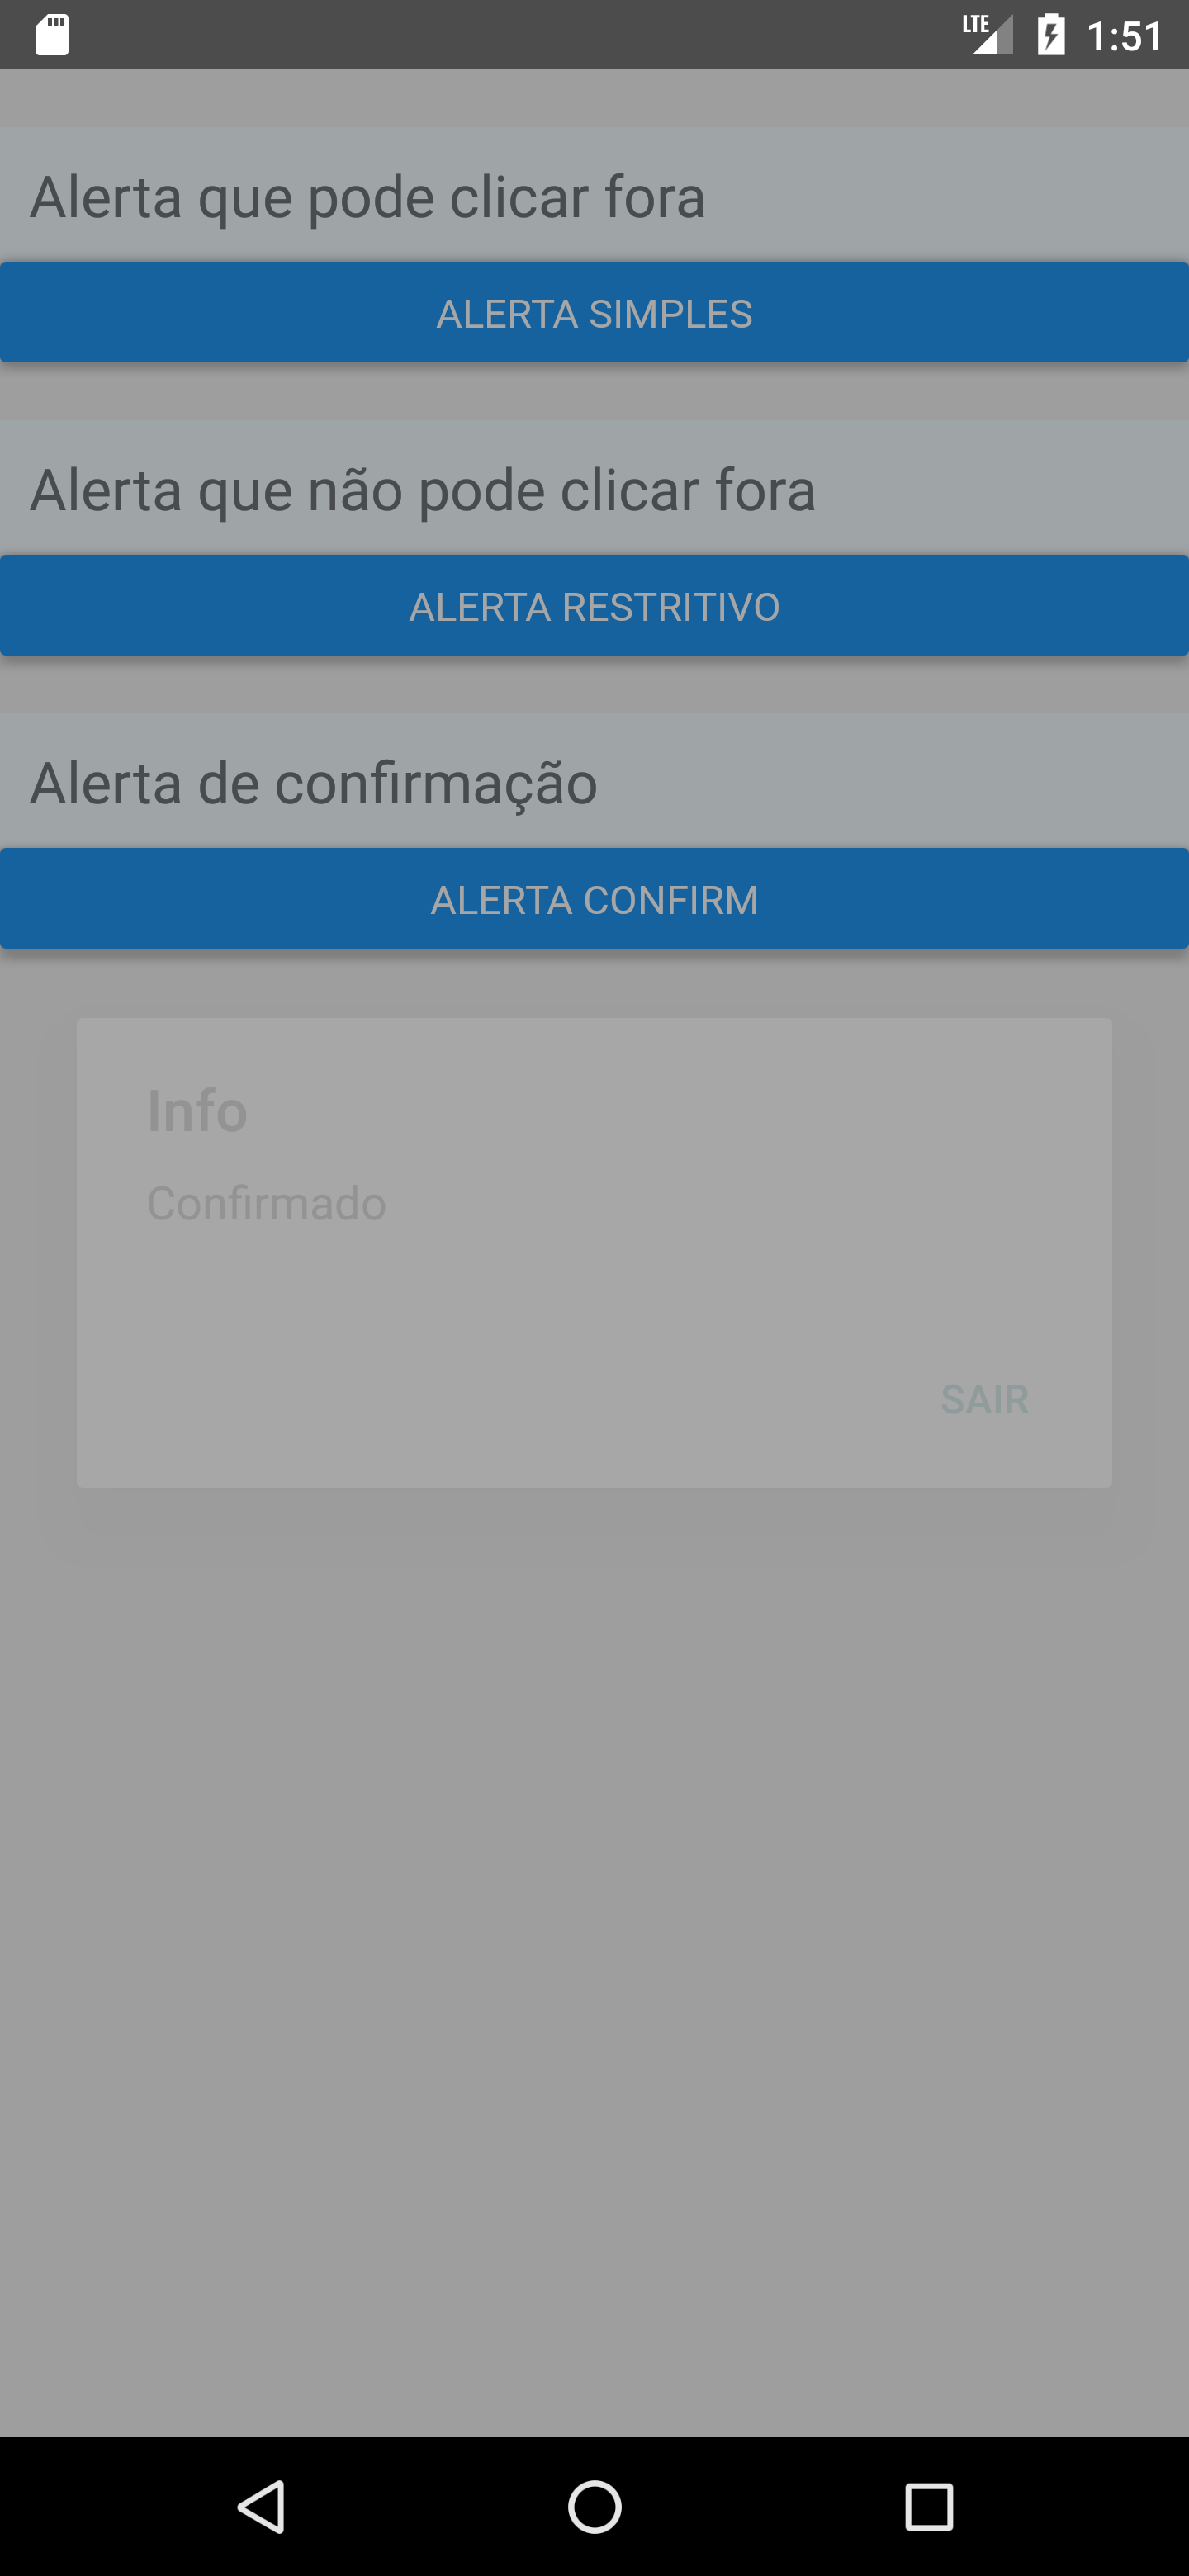 LTE 1:51
Alerta que pode clicar fora
ALERTA SIMPLES
Alerta que não pode clicar fora
ALERTA RESTRITIVO
Alerta de confirmação
ALERTA CONFIRM
Info
Confirmado
SAIR